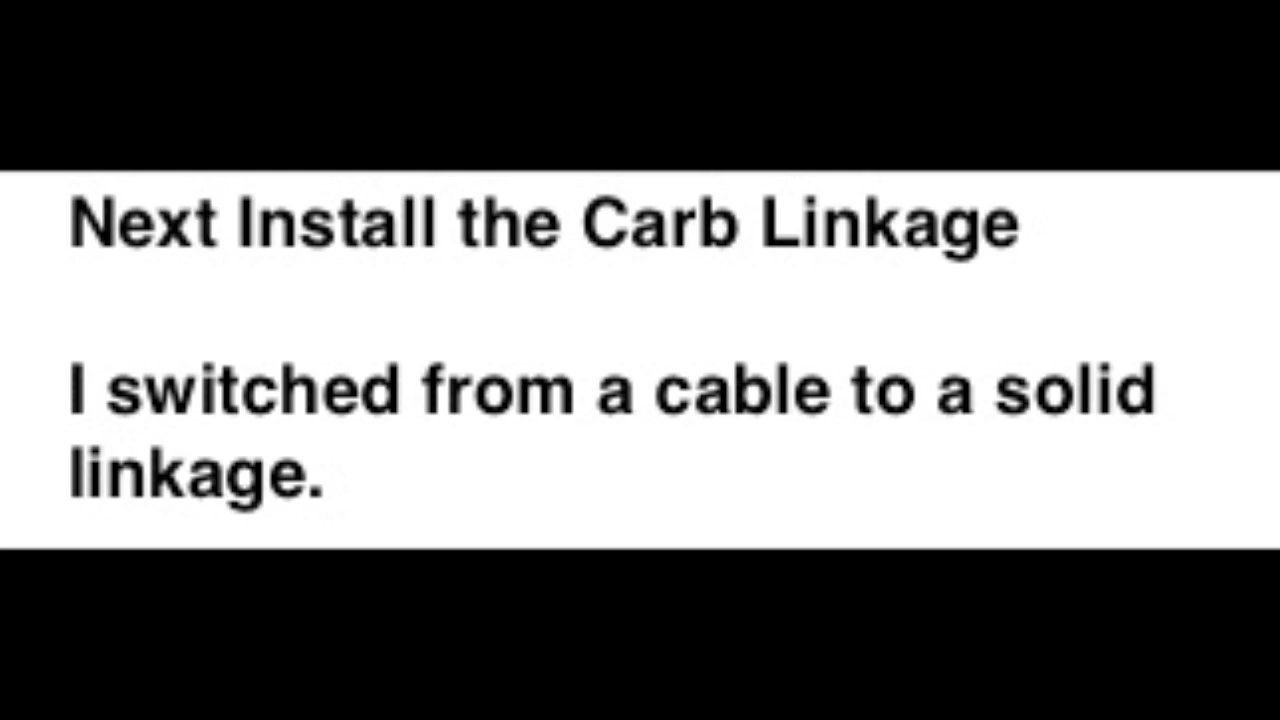 Next Install the Carb Linkage
I switched from a cable to a solid
linkage.